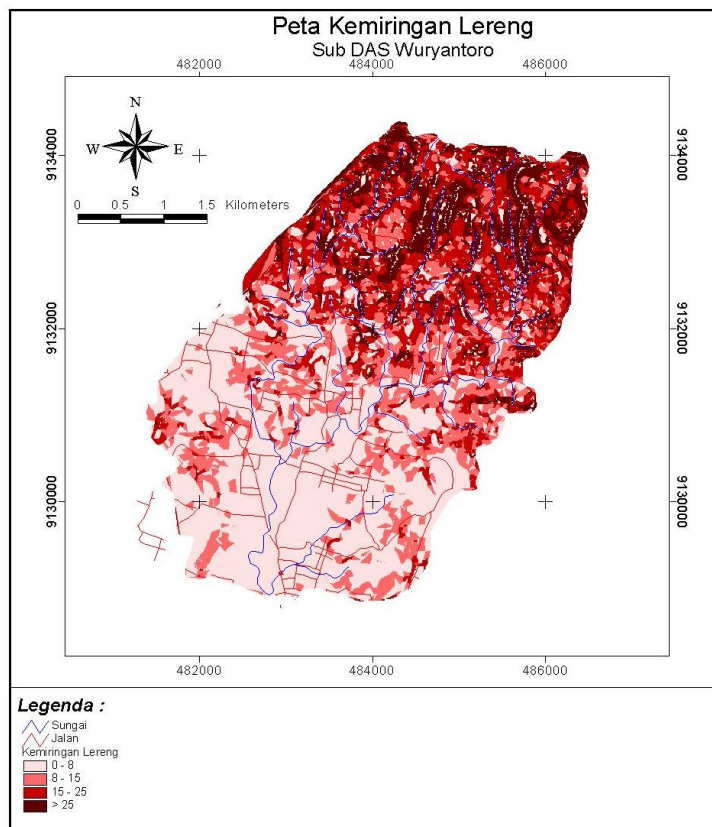 Peta Kemiringan Lereng
Sub DAS Wuryantoro
482000 484000 486000
N
W E
S
0 0.5 1 1.5 Kilometers
9134000 9134000
9132000 9132000
9130000 9130000
482000 484000 486000
Legenda :
Sungai
Jalan
Kemiringan Lereng
0 - 8
8 - 15
15 - 25
> 25